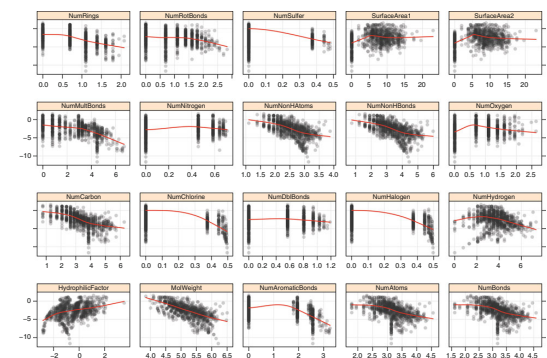 NumRings NumRotBonds NumSulfer SurfaceArea1 SurfaceArea2
0.0 0.5 1.0 1.5 2.0 0.0 0.5 1.0 1.5 2.0 2.5 0.0 0.1 0.2 0.3 0.4 0.5 0 5 10 15 20 0 5 10 15 20
NumMultBonds NumNitrogen NumNonHAtoms NumNonHBonds NumOxygen
0
−5
−10
0 2 4 6 0.0 0.2 0.4 0.6 1.0 1.5 2.0 2.5 3.0 3.5 4.0 1 2 3 4 5 6 0.0 0.5 1.0 1.5 2.0 2.5
NumCarbon NumChlorine NumDblBonds NumHalogen NumHydrogen
1 2 3 4 5 6 0.0 0.1 0.2 0.3 0.4 0.5 0.0 0.2 0.4 0.6 0.8 1.0 1.2 0.0 0.1 0.2 0.3 0.4 0.5 0 2 4 6
HydrophilicFactor MolWeight NumAromaticBonds NumAtoms NumBonds
0
−5
−10
−2 0 2 4.0 4.5 5.0 5.5 6.0 6.5 0 1 2 3 2.0 2.5 3.0 3.5 4.0 4.5 2.0 2.5 3.0 3.5 4.0 4.5